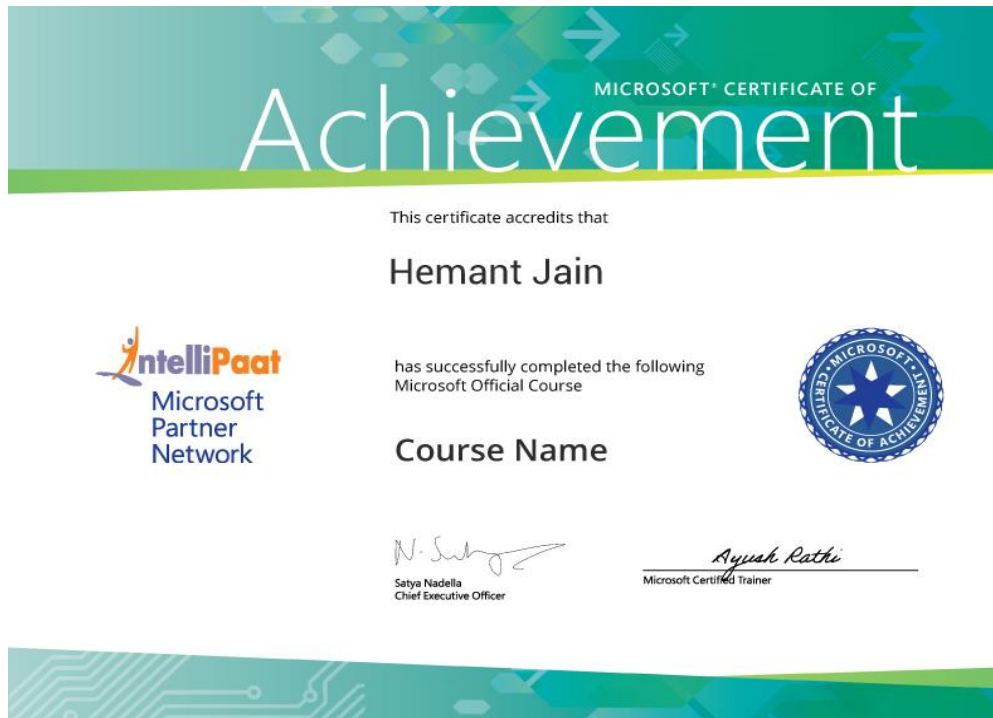 MICROSOFT® CERTIFICATE OF
Achievement
This certificate accredits that
Hemant Jain
IntelliPaat
Microsoft
Partner
Network
has successfully completed the following
Microsoft Official Course
Course Name
MICROSOFT • CERTIFICATE OF ACHIEVEMENT •
N. Satya
Satya Nadella
Chief Executive Officer
Ayush Rathi
Microsoft Certified Trainer